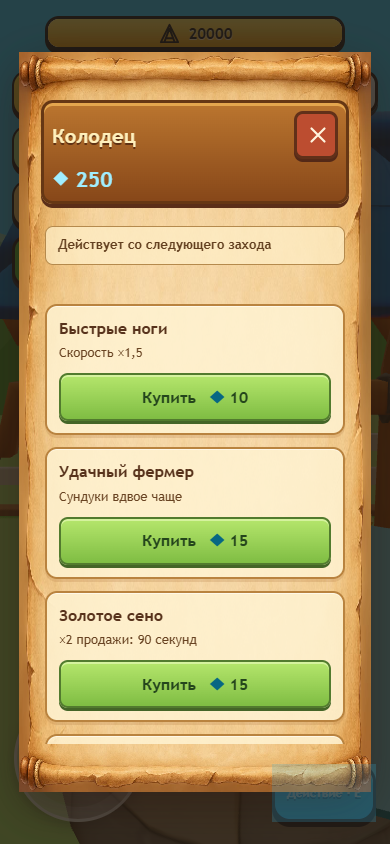 20000
Колодец
250
Действует со следующего захода
Быстрые ноги
Скорость ×1,5
Купить 10
Удачный фермер
Сундуки вдвое чаще
Купить 15
Золотое сено
×2 продажи: 90 секунд
Купить 15